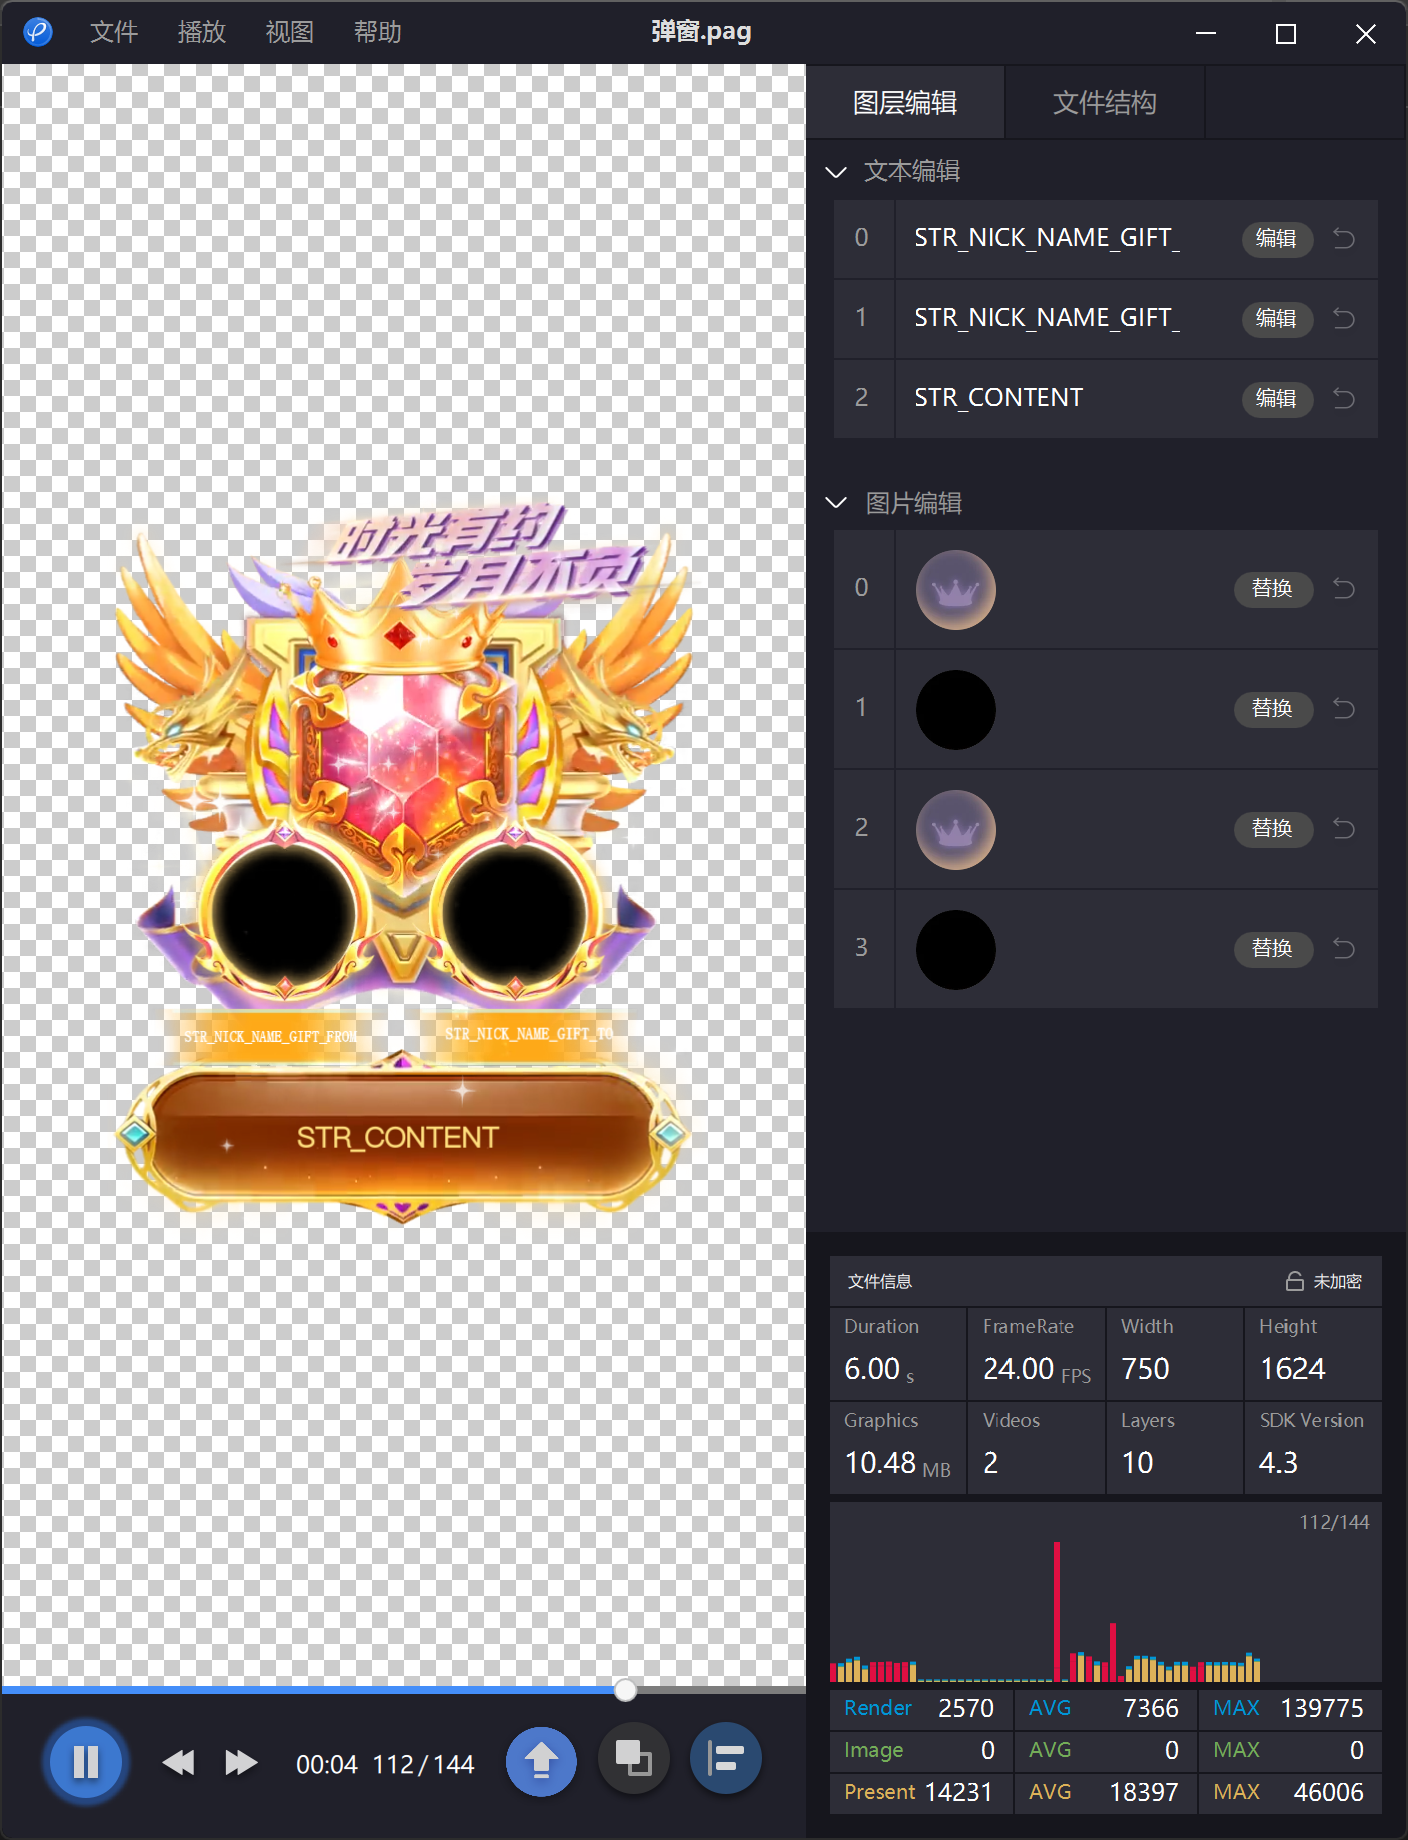 文件 播放 视图 帮助 弹窗.pag
图层编辑 文件结构
文本编辑
0 STR_NICK_NAME_GIFT_ 编辑
1 STR_NICK_NAME_GIFT_ 编辑
2 STR_CONTENT 编辑
图片编辑
0 替换
1 替换
2 替换
3 替换
时光有约
岁月不负
STR_NICK_NAME_GIFT_FROM STR_NICK_NAME_GIFT_TO
STR_CONTENT
文件信息 未加密
Duration FrameRate Width Height
6.00 s 24.00 FPS 750 1624
Graphics Videos Layers SDK Version
10.48 MB 2 10 4.3
112/144
Render 2570 AVG 7366 MAX 139775
Image 0 AVG 0 MAX 0
Present 14231 AVG 18397 MAX 46006
00:04 112/144